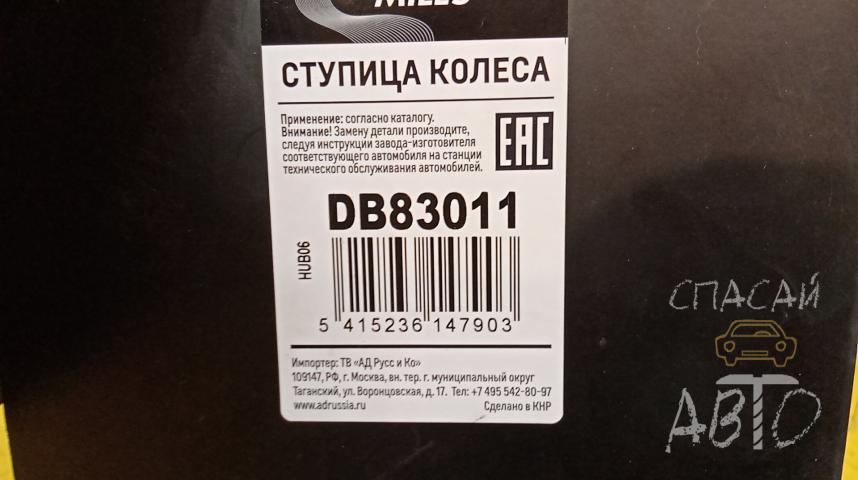 MILES
СТУПИЦА КОЛЕСА
Применение: согласно каталогу.
Внимание! Замену детали производите,
следуя инструкции завода-изготовителя
соответствующего автомобиля на станции
технического обслуживания автомобилей.
EAC
DB83011
HUB06
5 415236 147903
Импортер: ТВ «АД Русс и Ко»
109147, РФ, г. Москва, вн. тер. г. муниципальный округ
Таганский, ул. Воронцовская, д. 17. Тел: +7 495 542-80-97
www.adrussia.ru
Сделано в КНР
СПАСАЙ
АВТО